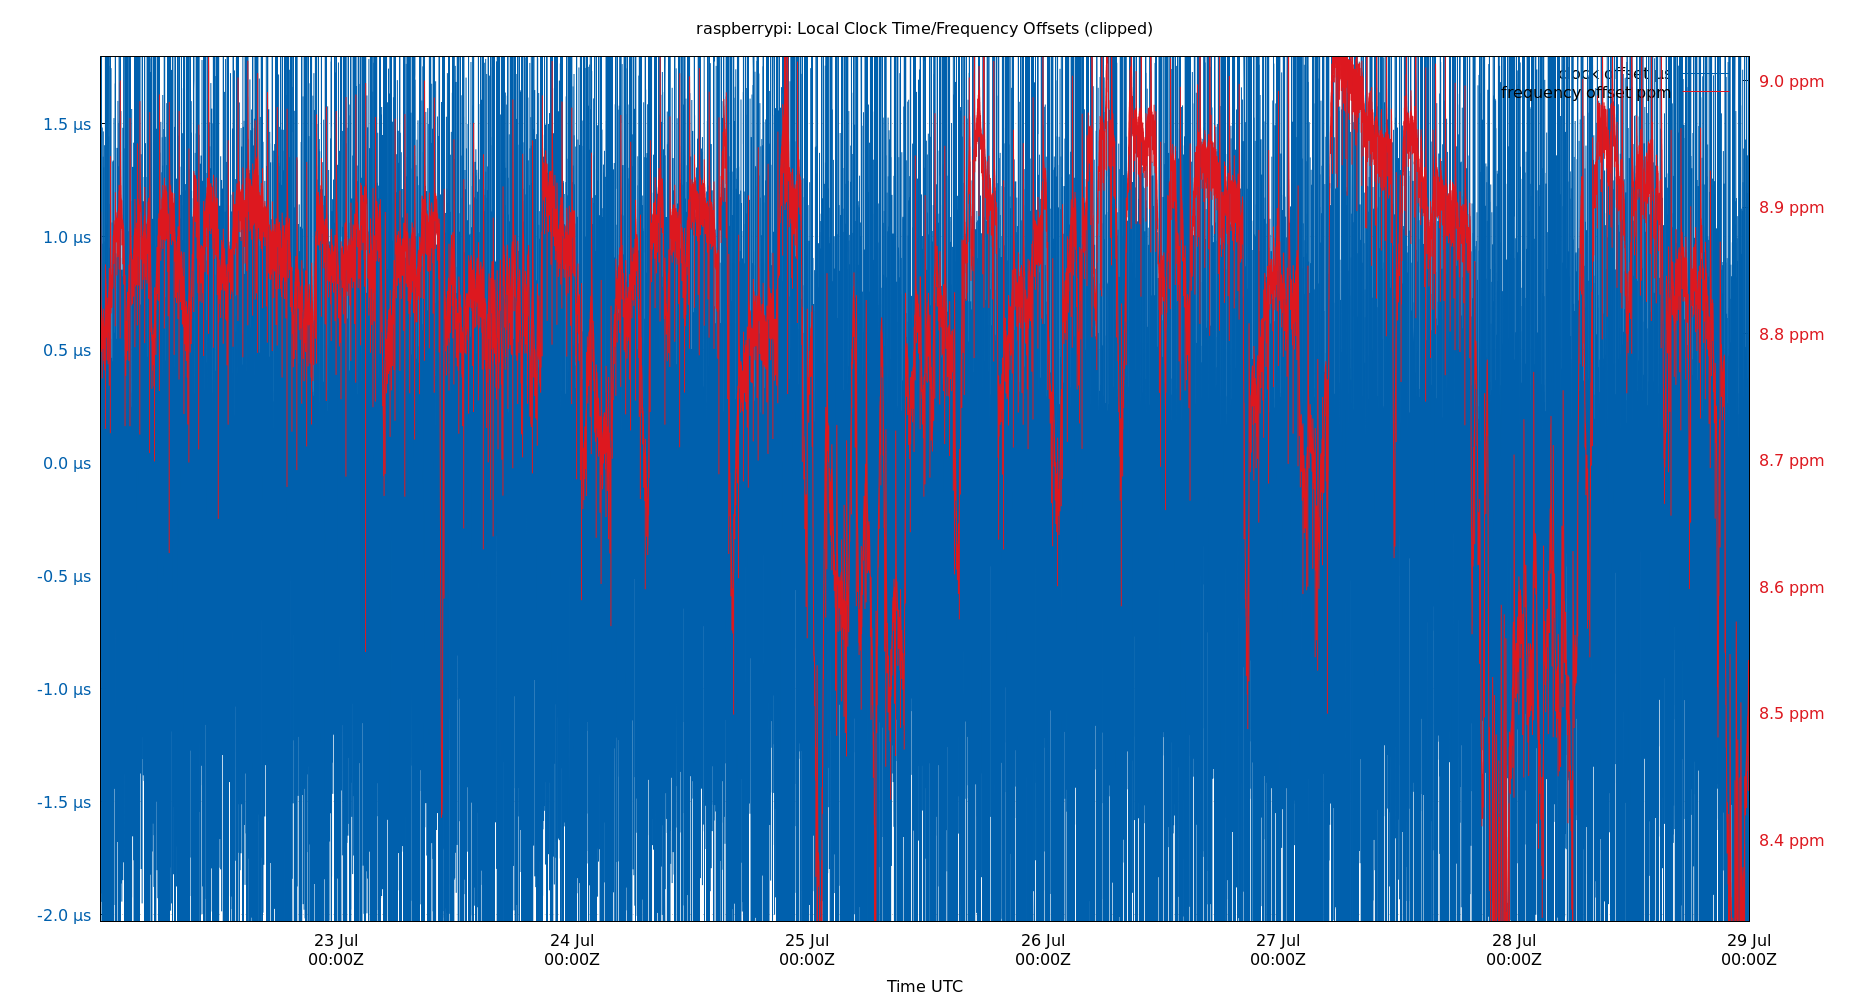 raspberrypi: Local Clock Time/Frequency Offsets (clipped)
clock offset µs
frequency offset ppm
1.5 µs
1.0 µs
0.5 µs
0.0 µs
-0.5 µs
-1.0 µs
-1.5 µs
-2.0 µs
9.0 ppm
8.9 ppm
8.8 ppm
8.7 ppm
8.6 ppm
8.5 ppm
8.4 ppm
23 Jul
00:00Z
24 Jul
00:00Z
25 Jul
00:00Z
26 Jul
00:00Z
27 Jul
00:00Z
28 Jul
00:00Z
29 Jul
00:00Z
Time UTC